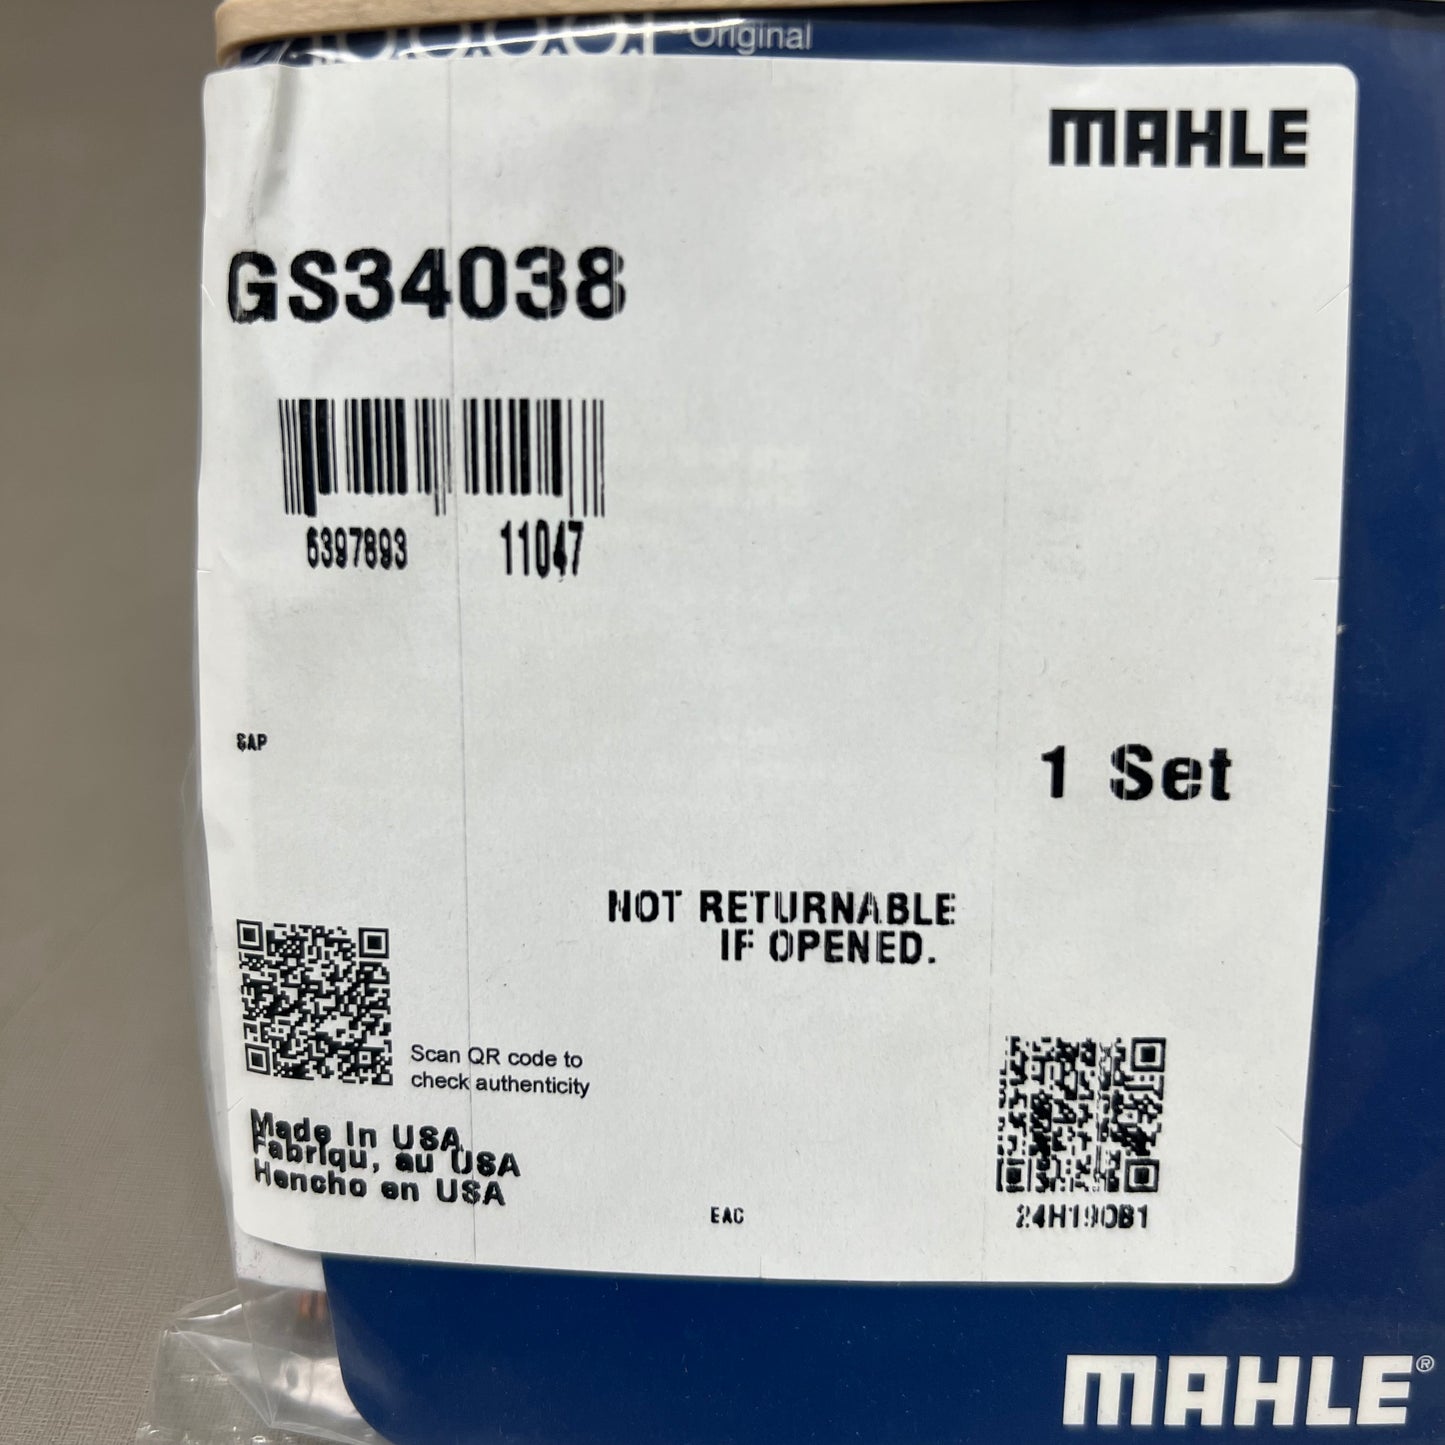 Original
MAHLE
GS34038
6397893 11047
SAP
1 Set
NOT RETURNABLE
IF OPENED.
Scan QR code to
check authenticity
Made In USA
Fabriqu, au USA
Hencho en USA
EAC
24H190B1
MAHLE®